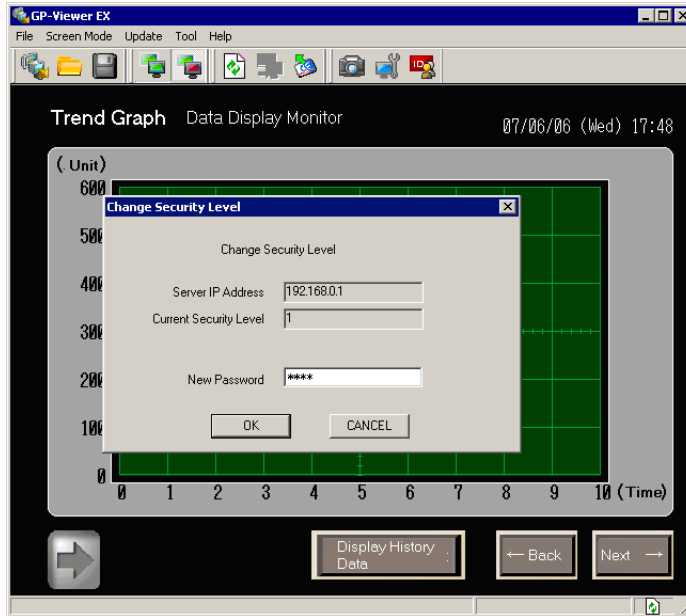 GP-Viewer EX
File Screen Mode Update Tool Help
ID
Trend Graph Data Display Monitor
07/06/06 (Wed) 17:48
(. Unit)
600
Change Security Level
500
Change Security Level
400
Server IP Address 192.168.0.1
Current Security Level 1
300
200
New Password ****
100
OK CANCEL
0
0 1 2 3 4 5 6 7 8 9 10 (Time)
Display History
Data :
← Back
Next →